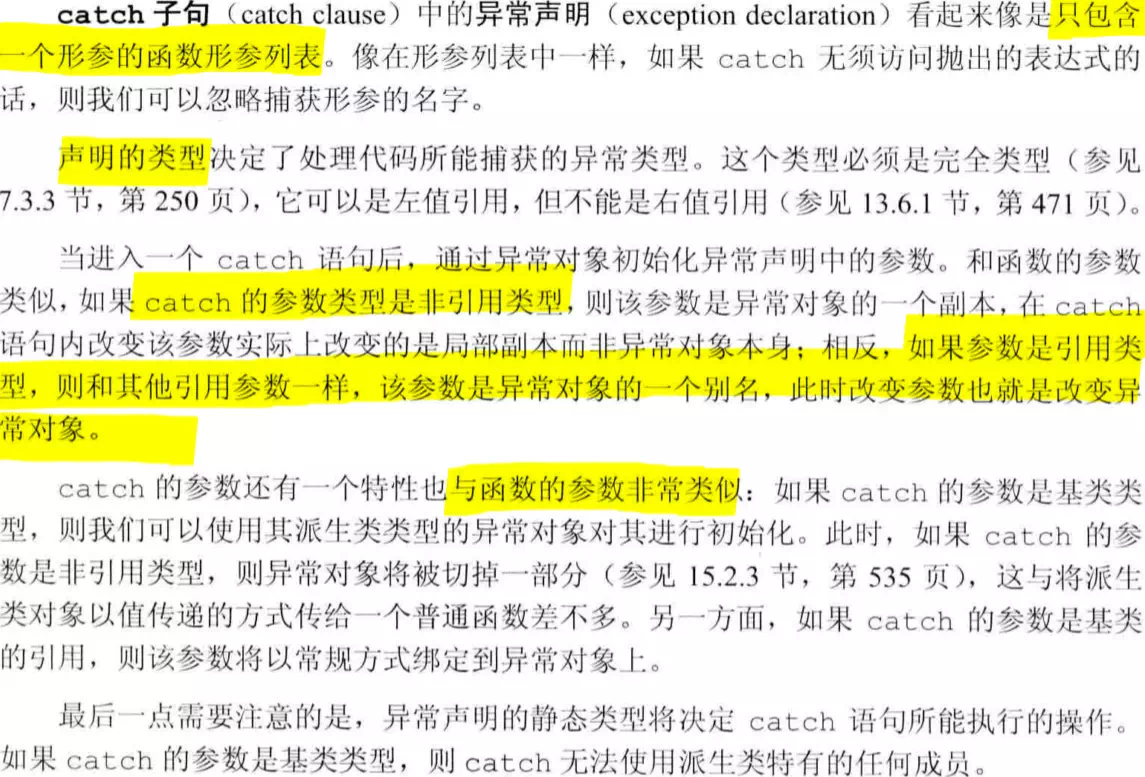 catch 子句（catch clause）中的异常声明（exception declaration）看起来像是只包含
一个形参的函数形参列表。像在形参列表中一样，如果 catch 无须访问抛出的表达式的
话，则我们可以忽略捕获形参的名字。
声明的类型决定了处理代码所能捕获的异常类型。这个类型必须是完全类型（参见
7.3.3 节，第 250 页），它可以是左值引用，但不能是右值引用（参见 13.6.1 节，第 471 页）。
当进入一个 catch 语句后，通过异常对象初始化异常声明中的参数。和函数的参数
类似，如果 catch 的参数类型是非引用类型，则该参数是异常对象的一个副本，在 catch
语句内改变该参数实际上改变的是局部副本而非异常对象本身；相反，如果参数是引用类
型，则和其他引用参数一样，该参数是异常对象的一个别名，此时改变参数也就是改变异
常对象。
catch 的参数还有一个特性也与函数的参数非常类似：如果 catch 的参数是基类类
型，则我们可以使用其派生类类型的异常对象对其进行初始化。此时，如果 catch 的参
数是非引用类型，则异常对象将被切掉一部分（参见 15.2.3 节，第 535 页），这与将派生
类对象以值传递的方式传给一个普通函数差不多。另一方面，如果 catch 的参数是基类
的引用，则该参数将以常规方式绑定到异常对象上。
最后一点需要注意的是，异常声明的静态类型将决定 catch 语句所能执行的操作。
如果 catch 的参数是基类类型，则 catch 无法使用派生类特有的任何成员。